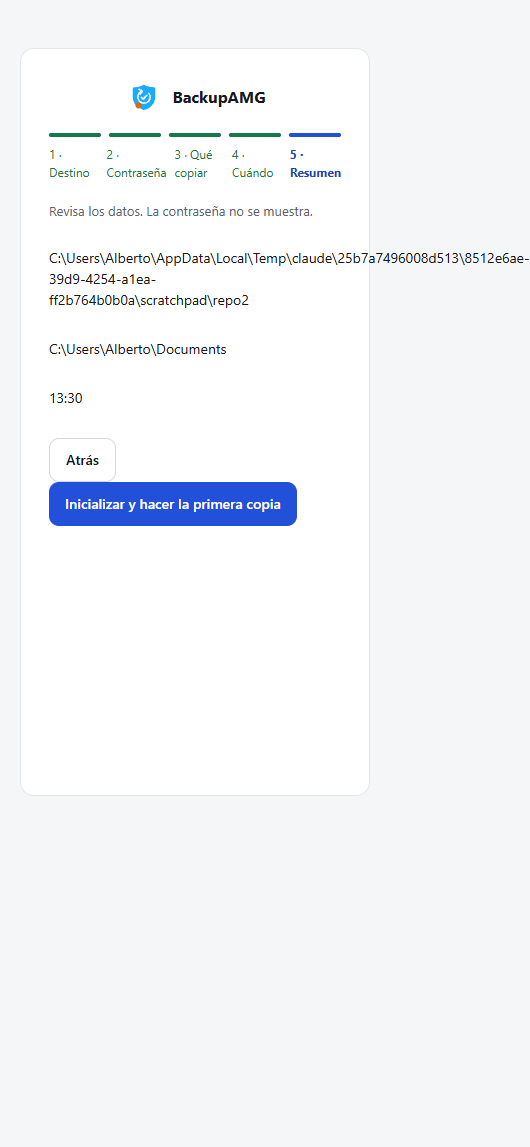 BackupAMG
1 ·
Destino
2 ·
Contraseña
3 · Qué
copiar
4 ·
Cuándo
5 ·
Resumen
Revisa los datos. La contraseña no se muestra.
C:\Users\Alberto\AppData\Local\Temp\claude\25b7a7496008d513\8512e6ae-
39d9-4254-a1ea-
ff2b764b0b0a\scratchpad\repo2
C:\Users\Alberto\Documents
13:30
Atrás
Inicializar y hacer la primera copia